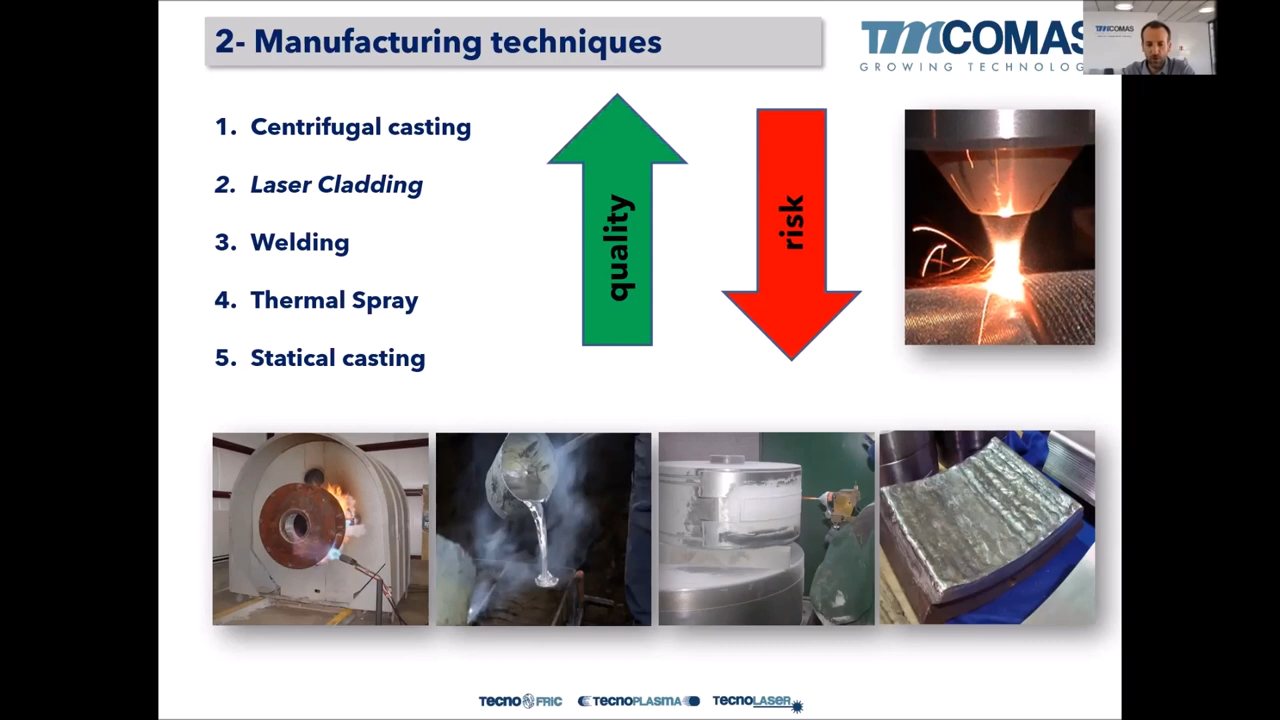 2- Manufacturing techniques
TMCOMAS
GROWING TECHNOLOG
TMCOMAS
1. Centrifugal casting
2. Laser Cladding
3. Welding
4. Thermal Spray
5. Statical casting
quality
risk
TECNOFRIC
TECNOPLASMA
TECNOLASER